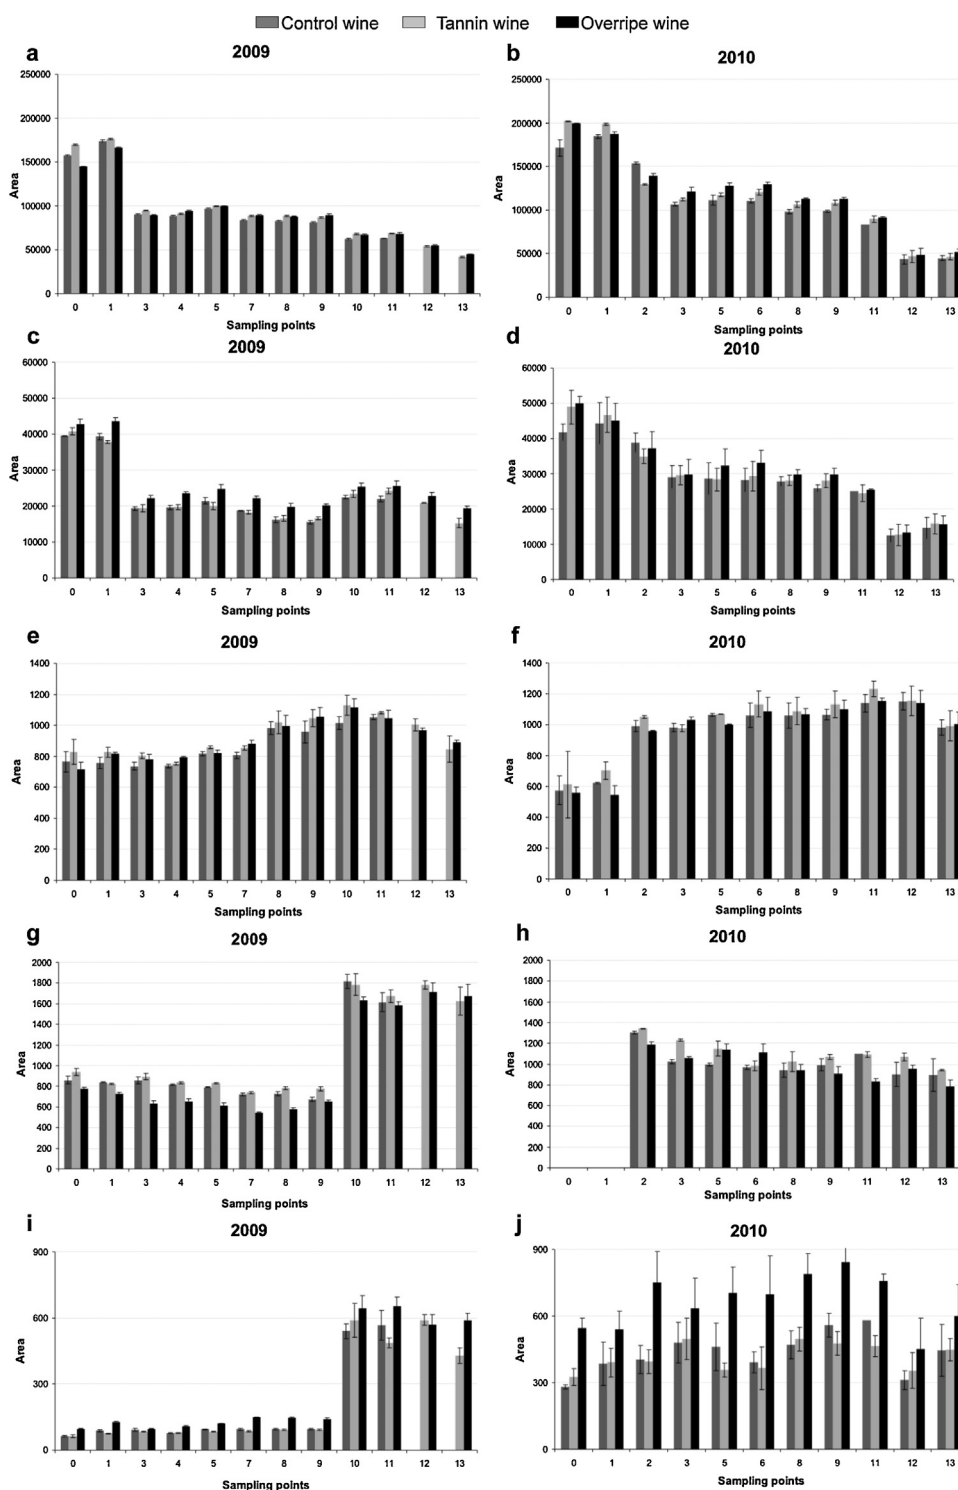 Control wine Tannin wine Overripe wine
a 2009
250000
200000
150000
100000
50000
0
Area
0 1 3 4 5 7 8 9 10 11 12 13
Sampling points
b 2010
250000
200000
150000
100000
50000
0
Area
0 1 2 3 5 6 8 9 11 12 13
Sampling points
c 2009
60000
50000
40000
30000
20000
10000
0
Area
0 1 3 4 5 7 8 9 10 11 12 13
Sampling points
d 2010
60000
50000
40000
30000
20000
10000
0
Area
0 1 2 3 5 6 8 9 11 12 13
Sampling points
e 2009
1400
1200
1000
800
600
400
200
0
Area
0 1 3 4 5 7 8 9 10 11 12 13
Sampling points
f 2010
1400
1200
1000
800
600
400
200
0
Area
0 1 2 3 5 6 8 9 11 12 13
Sampling points
g 2009
2000
1800
1600
1400
1200
1000
800
600
400
200
0
Area
0 1 3 4 5 7 8 9 10 11 12 13
Sampling points
h 2010
2000
1800
1600
1400
1200
1000
800
600
400
200
0
Area
0 1 2 3 5 6 8 9 11 12 13
Sampling points
i 2009
900
600
300
0
Area
0 1 3 4 5 7 8 9 10 11 12 13
Sampling points
j 2010
900
600
300
0
Area
0 1 2 3 5 6 8 9 11 12 13
Sampling points